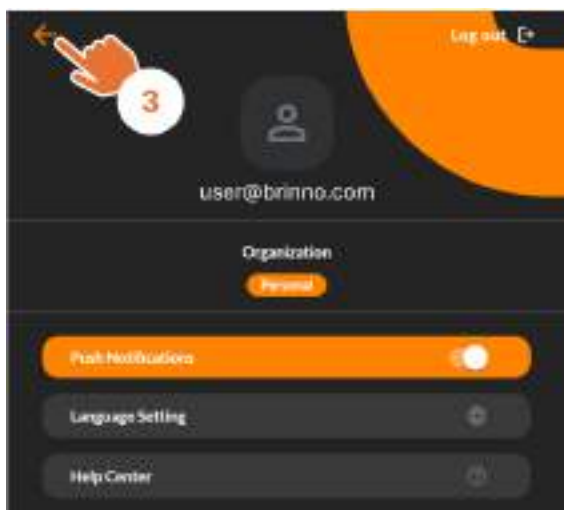 Log out
3
user@brinno.com
Organization
Personal
Push Notifications
Language Setting
Help Center